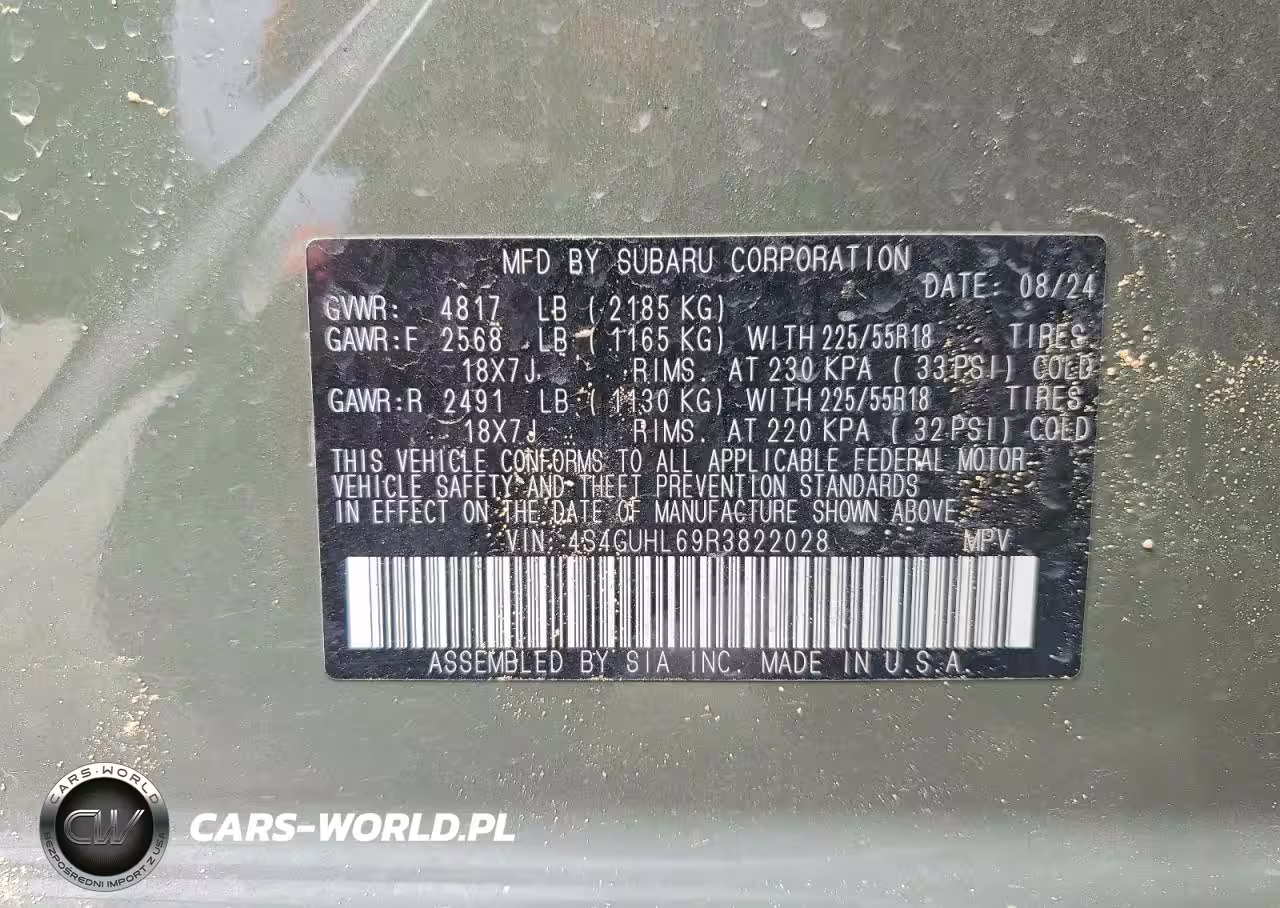 MFD BY SUBARU CORPORATION
DATE: 08/24
GVWR: 4817 LB (2185 KG)
GAWR:F 2568 LB (1165 KG) WITH 225/55R18 TIRES,
18X7J RIMS. AT 230 KPA (33PSI) COLD
GAWR:R 2491 LB (1130 KG) WITH 225/55R18 TIRES,
18X7J RIMS. AT 220 KPA (32PSI) COLD
THIS VEHICLE CONFORMS TO ALL APPLICABLE FEDERAL MOTOR
VEHICLE SAFETY AND THEFT PREVENTION STANDARDS
IN EFFECT ON THE DATE OF MANUFACTURE SHOWN ABOVE
VIN: 4S4GUHL69R3822028 MPV
ASSEMBLED BY SIA INC. MADE IN U.S.A.
CARS-WORLD
CW
BEZPOŚREDNI IMPORT Z USA
CARS-WORLD.PL